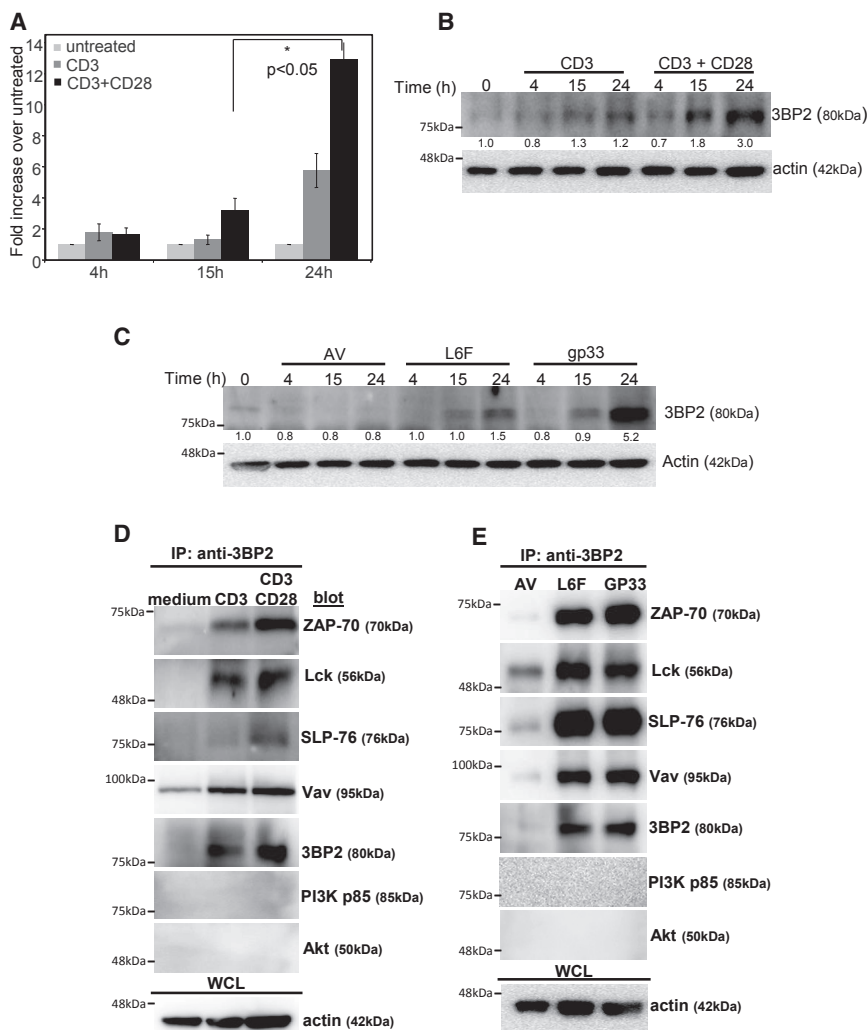 A
Fold increase over untreated
14
12
10
8
6
4
2
0
untreated
CD3
CD3+CD28
*
p<0.05
4h 15h 24h
B
CD3 CD3 + CD28
Time (h) 0 4 15 24 4 15 24
75kDa
3BP2 (80kDa)
1.0 0.8 1.3 1.2 0.7 1.8 3.0
48kDa
actin (42kDa)
C
AV L6F gp33
Time (h) 0 4 15 24 4 15 24 4 15 24
3BP2 (80kDa)
75kDa
1.0 0.8 0.8 0.8 1.0 1.0 1.5 0.8 0.9 5.2
48kDa
Actin (42kDa)
D
IP: anti-3BP2
CD3
medium CD3 CD28 blot
75kDa
ZAP-70 (70kDa)
Lck (56kDa)
48kDa
SLP-76 (76kDa)
75kDa
100kDa
Vav (95kDa)
3BP2 (80kDa)
75kDa
PI3K p85 (85kDa)
75kDa
Akt (50kDa)
48kDa
WCL
48kDa
actin (42kDa)
E
IP: anti-3BP2
AV L6F GP33
75kDa
ZAP-70 (70kDa)
Lck (56kDa)
48kDa
SLP-76 (76kDa)
75kDa
100kDa
Vav (95kDa)
3BP2 (80kDa)
75kDa
PI3K p85 (85kDa)
75kDa
Akt (50kDa)
48kDa
WCL
48kDa
actin (42kDa)